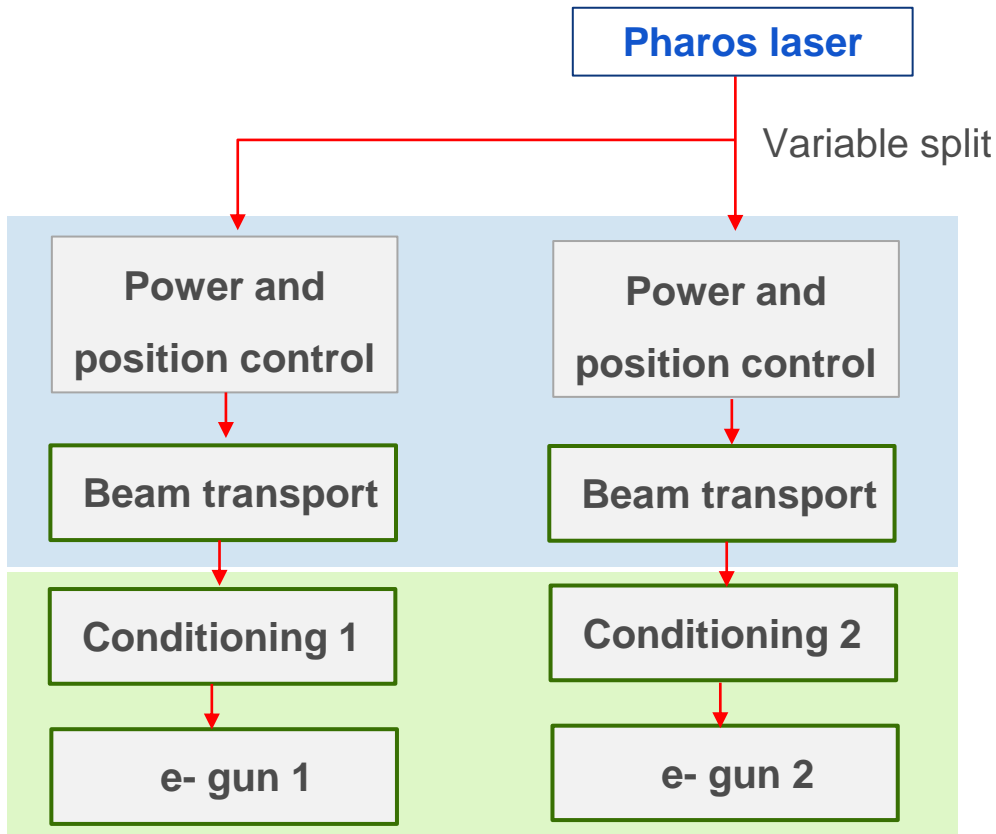 Pharos laser
Variable split
Power and
position control
Power and
position control
Beam transport
Beam transport
Conditioning 1
Conditioning 2
e- gun 1
e- gun 2